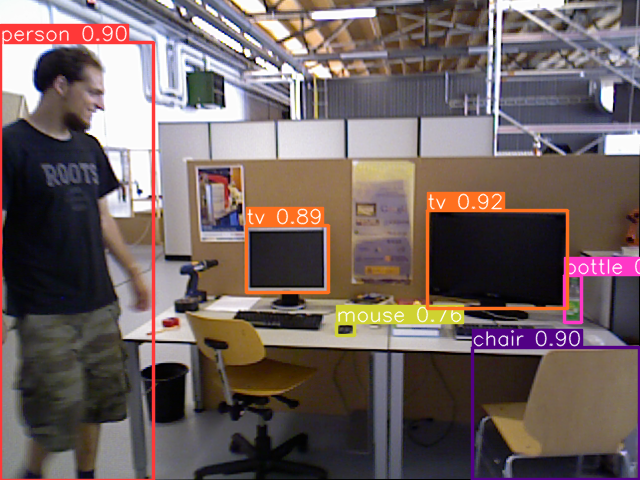 person 0.90
tv 0.92
tv 0.89
bottle 0
mouse 0.76
chair 0.90
ROOTS